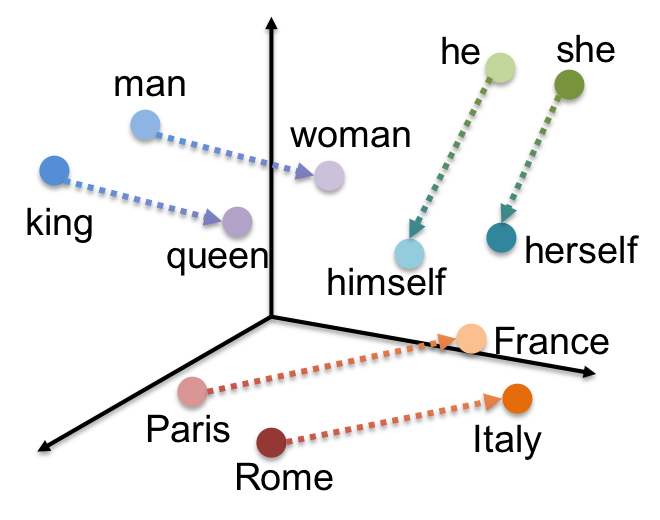 he
she
man
woman
king
queen
himself
herself
France
Paris
Italy
Rome